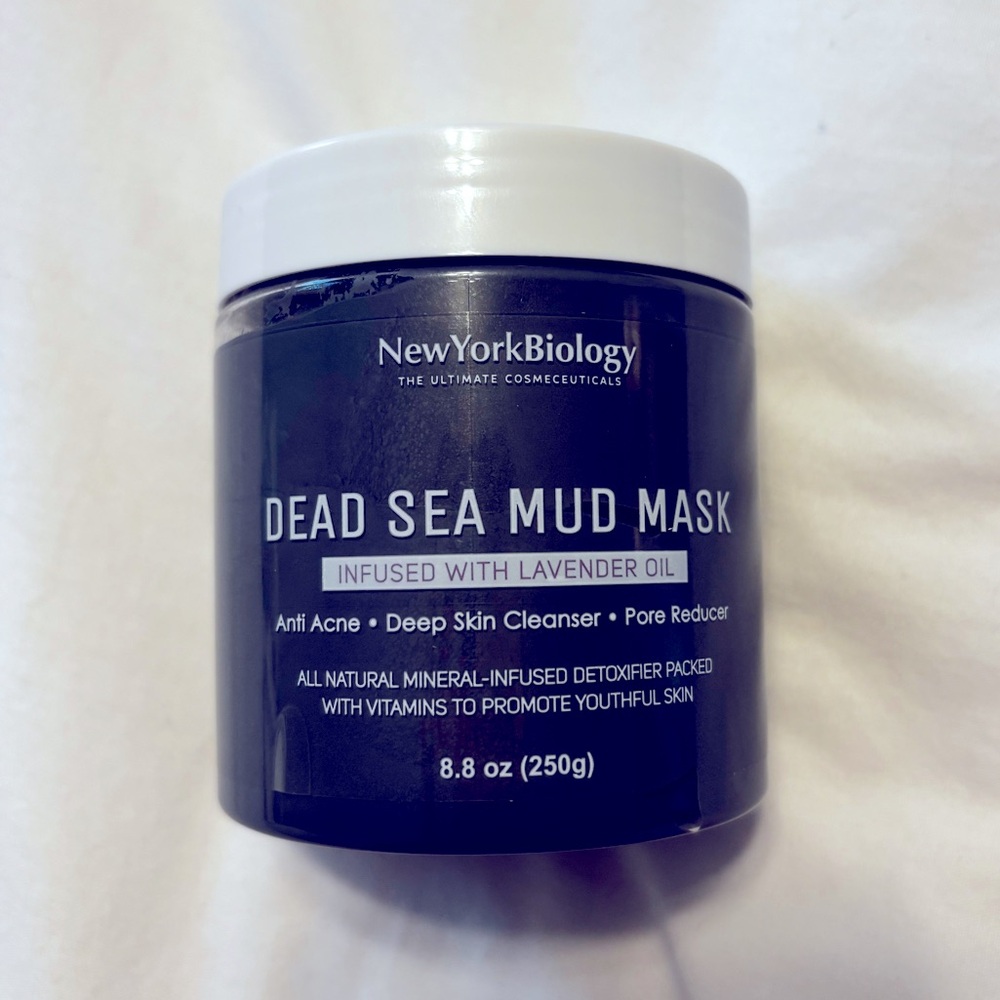 NewYorkBiology
THE ULTIMATE COSMECEUTICALS
DEAD SEA MUD MASK
INFUSED WITH LAVENDER OIL
Anti Acne • Deep Skin Cleanser • Pore Reducer
ALL NATURAL MINERAL-INFUSED DETOXIFIER PACKED
WITH VITAMINS TO PROMOTE YOUTHFUL SKIN
8.8 oz (250g)